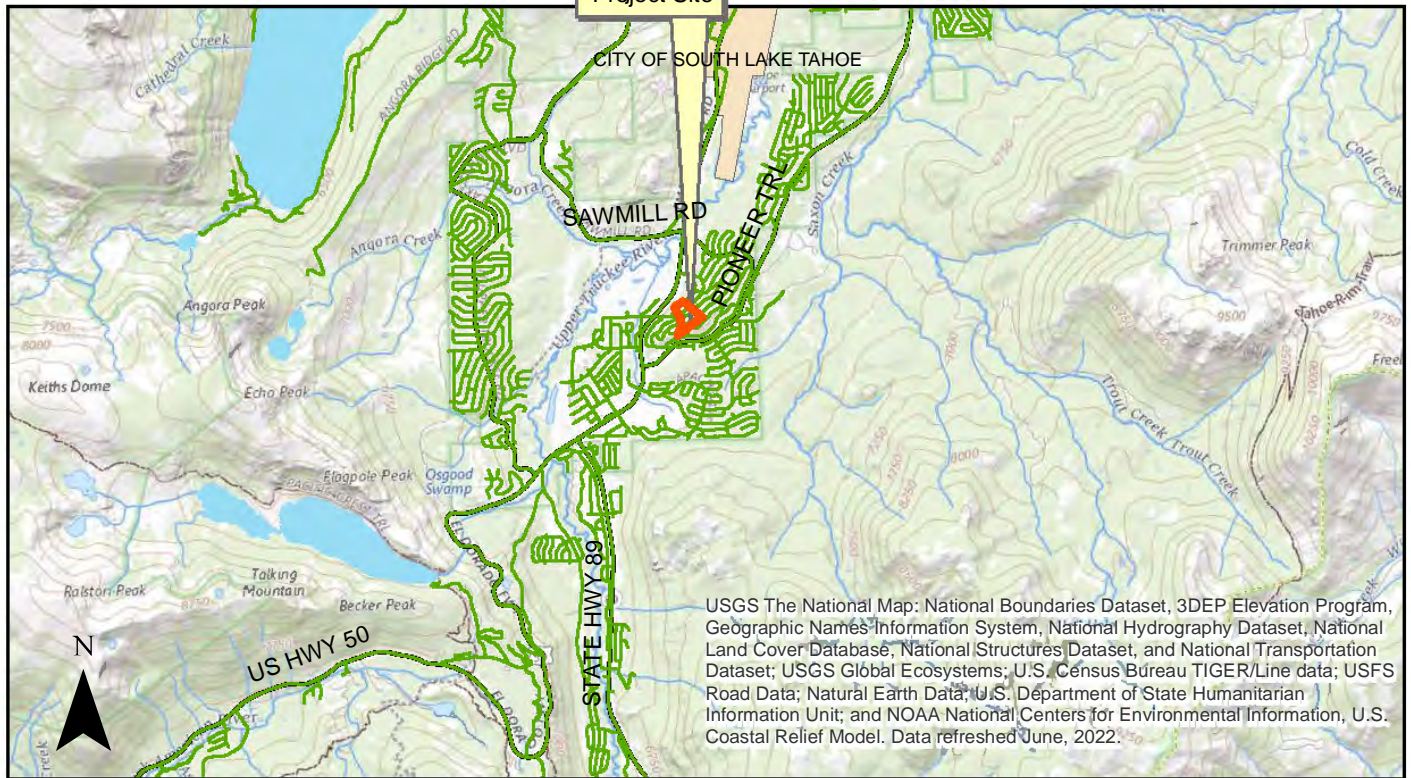 Project Site
Cathedral Creek
ANGORA RIDGE RD
CITY OF SOUTH LAKE TAHOE
RD
Cold Creek
PIONEER TRL
Saxon Creek
SAWMILL RD
Angora Creek
Upper Truckee River
Trimmer Peak
Tahoe Rim Trail
Angora Peak
7500
8000
9500
9750
Keiths Dome
Echo Peak
Trout Creek
Trout Creek
8000
Flagpole Peak
Osgood
Swamp
PACIFIC CREST TRL
Ralston Peak
Talking
Mountain
Becker Peak
STATE HWY 89
US HWY 50
N
USGS The National Map: National Boundaries Dataset, 3DEP Elevation Program,
Geographic Names Information System, National Hydrography Dataset, National
Land Cover Database, National Structures Dataset, and National Transportation
Dataset; USGS Global Ecosystems; U.S. Census Bureau TIGER/Line data; USFS
Road Data; Natural Earth Data; U.S. Department of State Humanitarian
Information Unit; and NOAA National Centers for Environmental Information, U.S.
Coastal Relief Model. Data refreshed June, 2022.